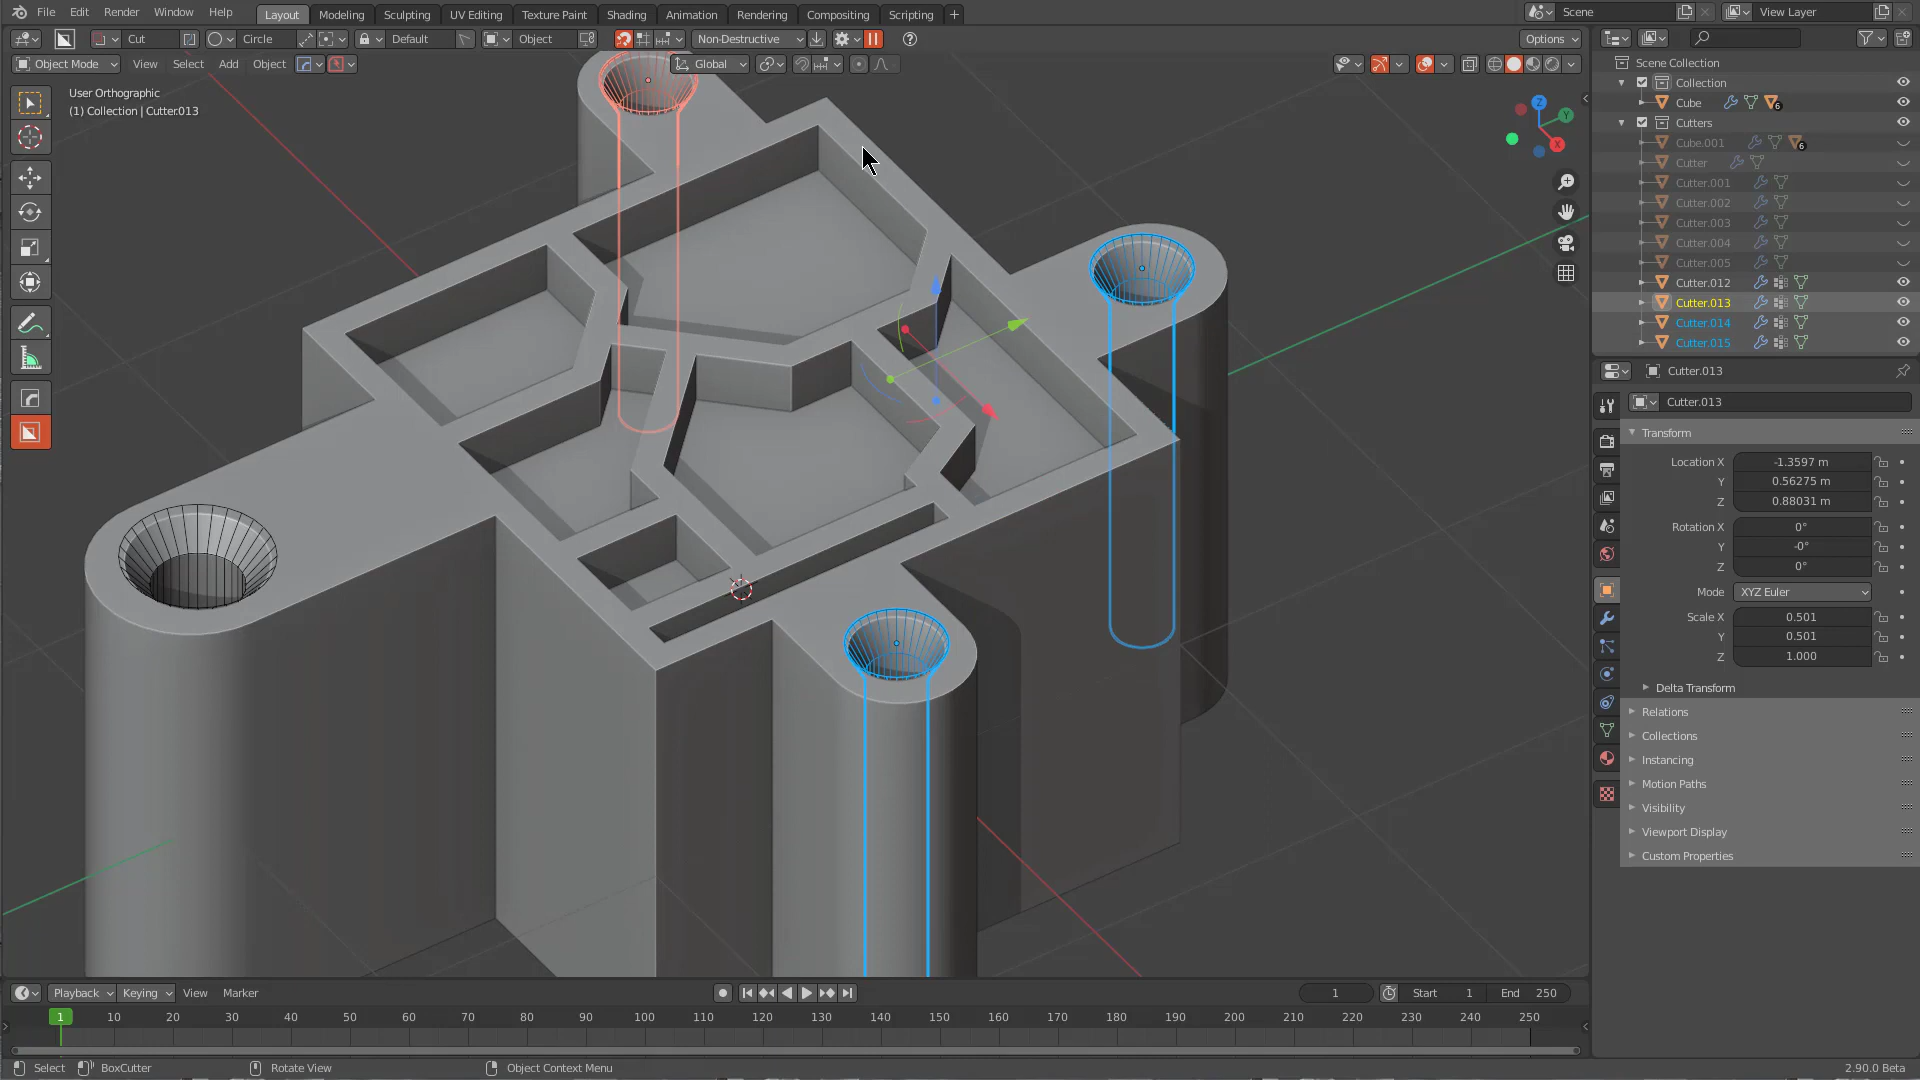 File Edit Render Window Help Layout Modeling Sculpting UV Editing Texture Paint Shading Animation Rendering Compositing Scripting + Scene View Layer
Cut Circle Default Object Non-Destructive Options
Object Mode View Select Add Object Global
User Orthographic
(1) Collection | Cutter.013
Z
Y
X
Scene Collection
Collection
Cube 6
Cutters
Cube.001 6
Cutter
Cutter.001
Cutter.002
Cutter.003
Cutter.004
Cutter.005
Cutter.012
Cutter.013
Cutter.014
Cutter.015
Cutter.013
Cutter.013
Transform
Location X -1.3597 m
Y 0.56275 m
Z 0.88031 m
Rotation X 0°
Y -0°
Z 0°
Mode XYZ Euler
Scale X 0.501
Y 0.501
Z 1.000
Delta Transform
Relations
Collections
Instancing
Motion Paths
Visibility
Viewport Display
Custom Properties
Playback Keying View Marker 1 Start 1 End 250
1 10 20 30 40 50 60 70 80 90 100 110 120 130 140 150 160 170 180 190 200 210 220 230 240 250
Select BoxCutter Rotate View Object Context Menu 2.90.0 Beta